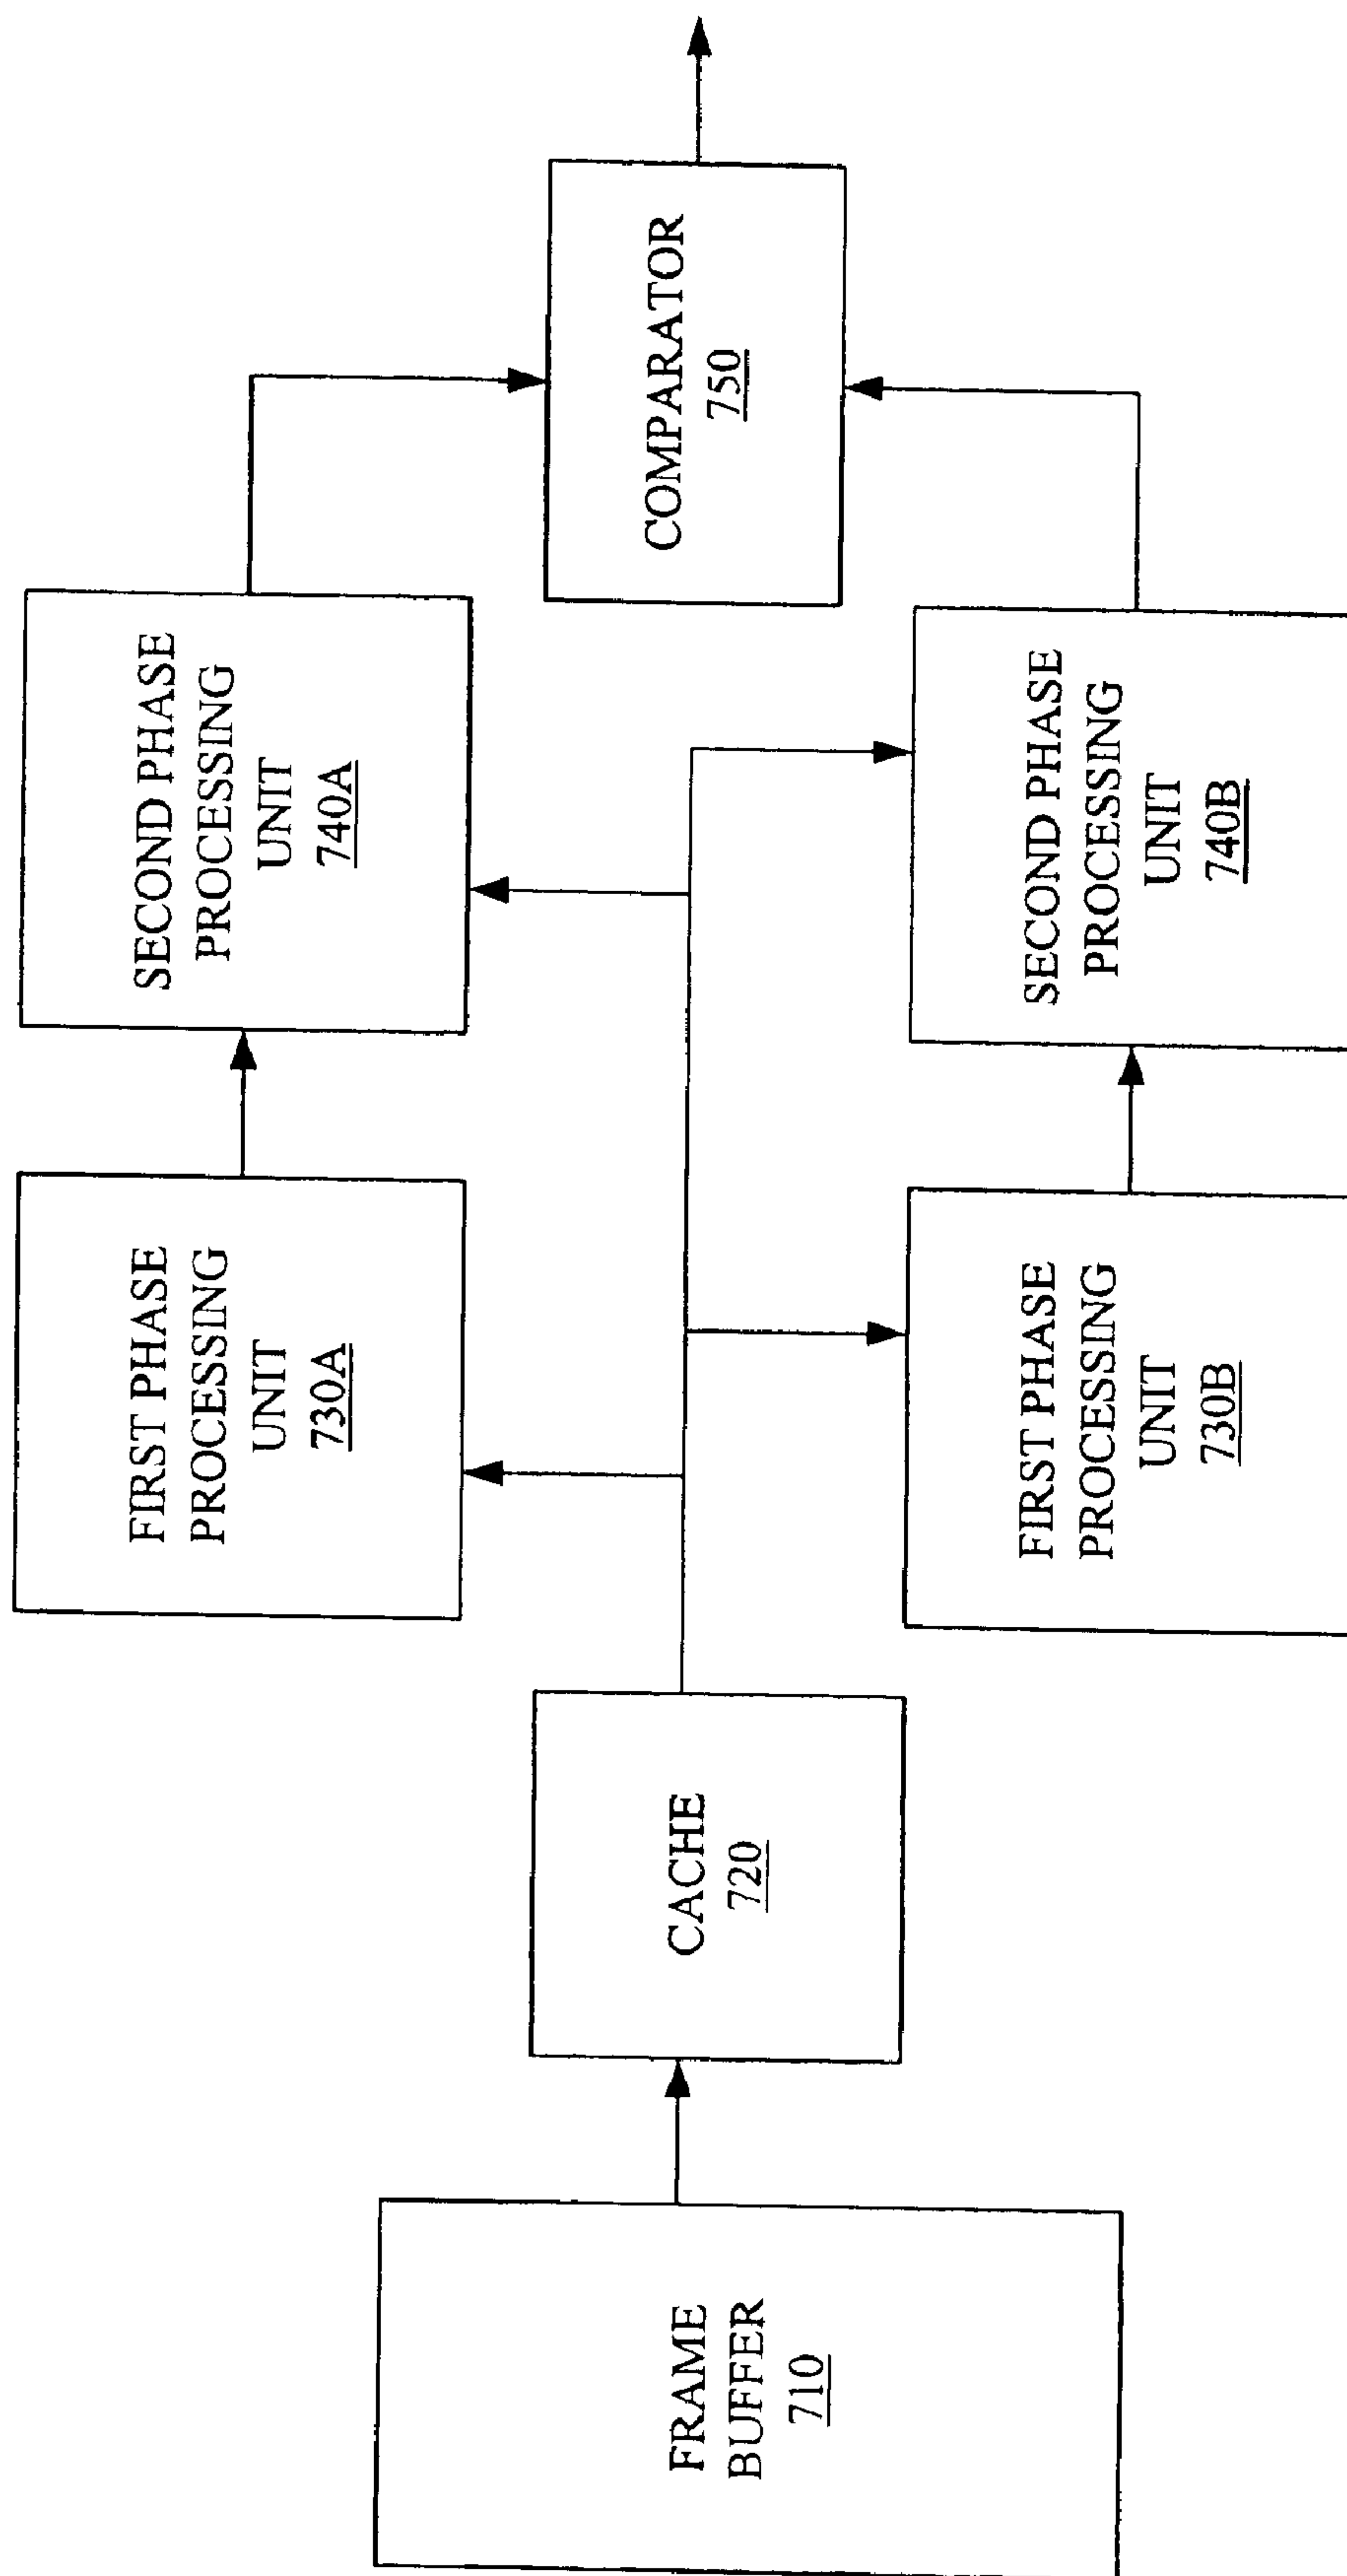 FRAME
BUFFER
710
CACHE
720
FIRST PHASE
PROCESSING
UNIT
730A
FIRST PHASE
PROCESSING
UNIT
730B
SECOND PHASE
PROCESSING
UNIT
740A
SECOND PHASE
PROCESSING
UNIT
740B
COMPARATOR
750